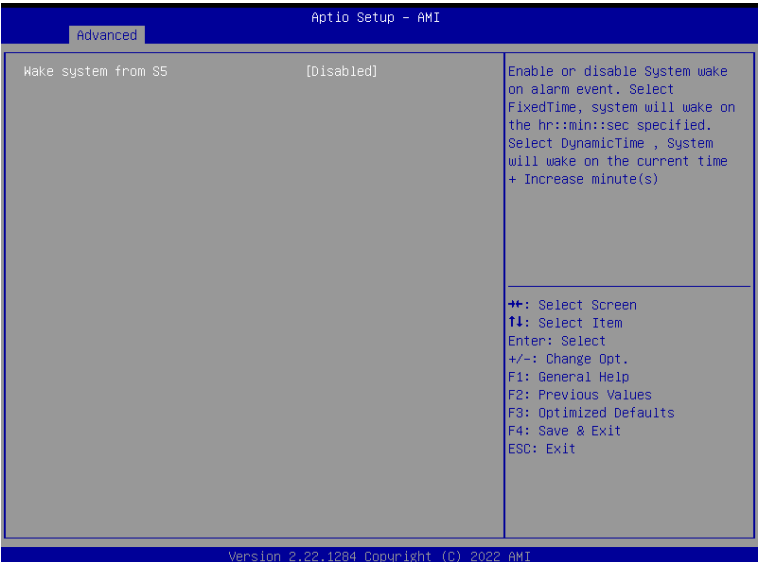 Aptio Setup – AMI
Advanced
Wake system from S5 [Disabled]
Enable or disable System wake
on alarm event. Select
FixedTime, system will wake on
the hr::min::sec specified.
Select DynamicTime , System
will wake on the current time
+ Increase minute(s)
→←: Select Screen
↑↓: Select Item
Enter: Select
+/-: Change Opt.
F1: General Help
F2: Previous Values
F3: Optimized Defaults
F4: Save & Exit
ESC: Exit
Version 2.22.1284 Copyright (C) 2022 AMI